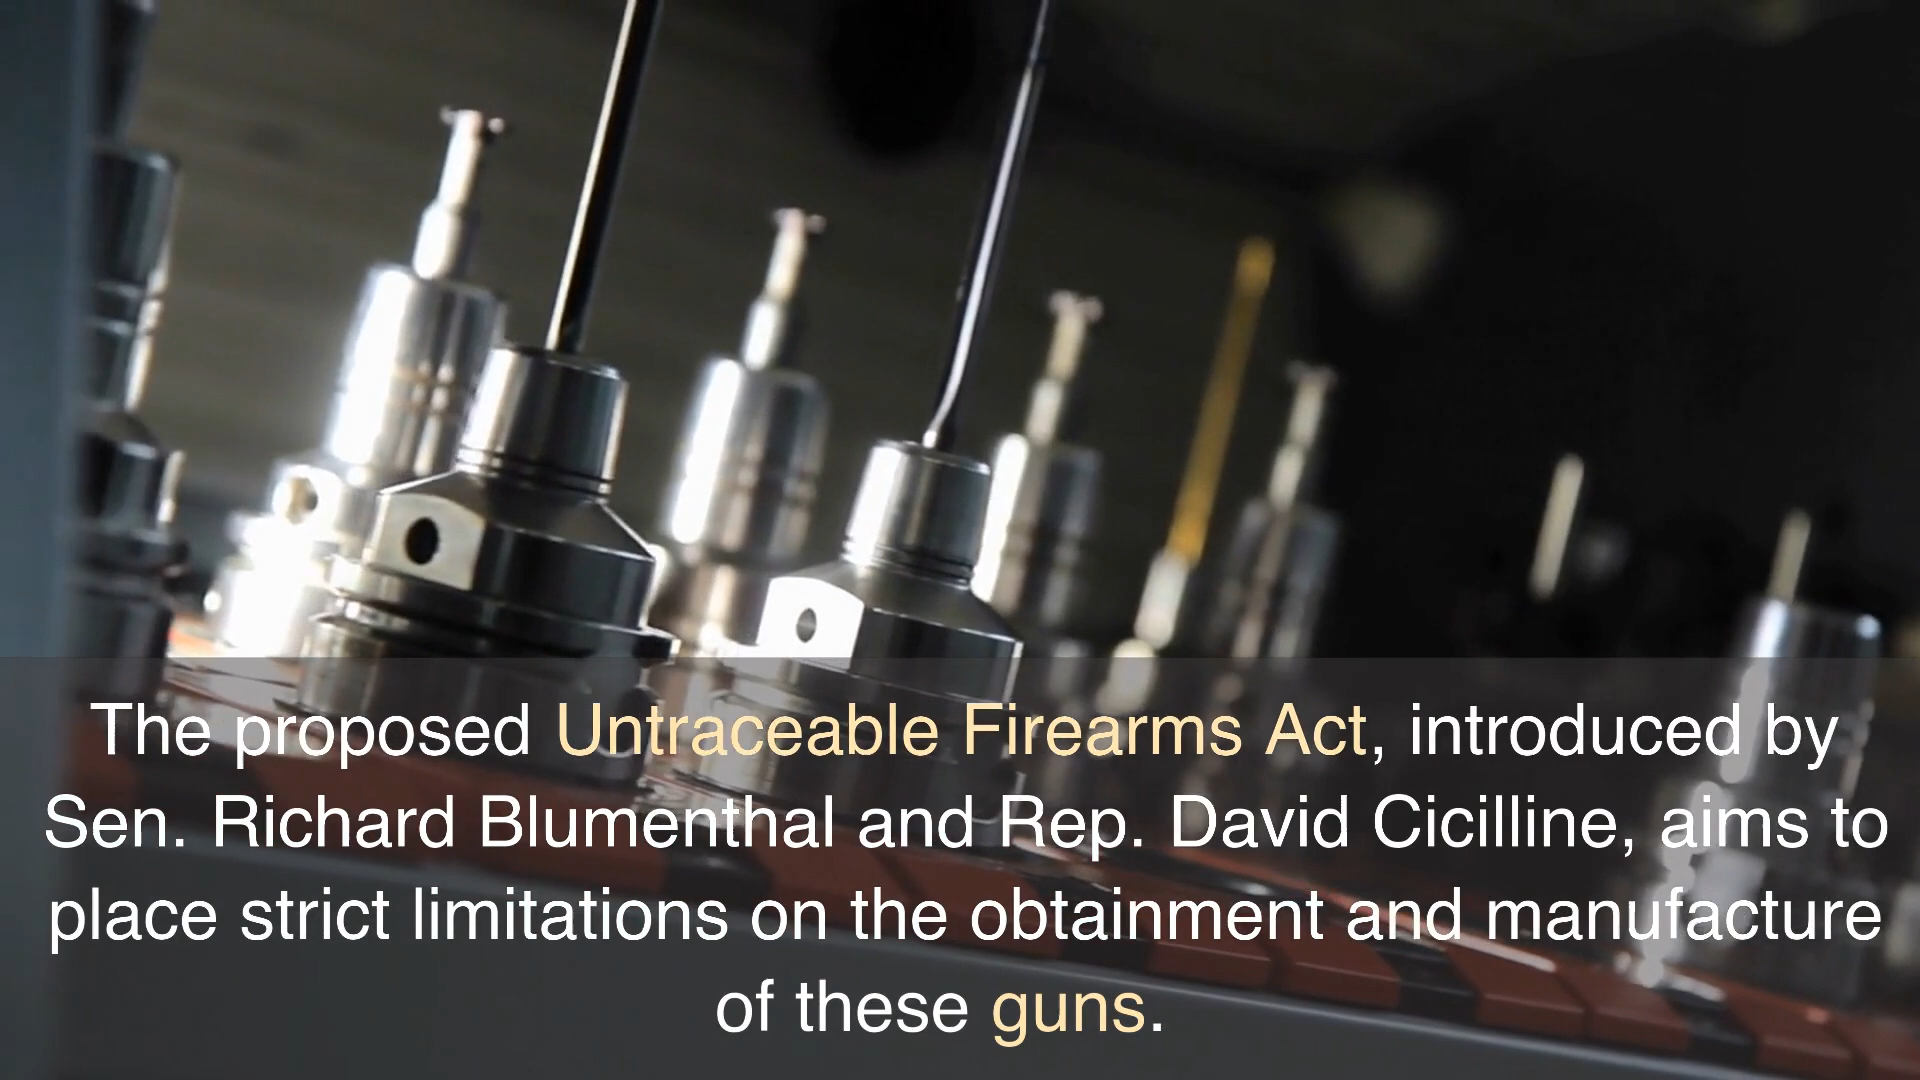 The proposed Untraceable Firearms Act, introduced by
Sen. Richard Blumenthal and Rep. David Cicilline, aims to
place strict limitations on the obtainment and manufacture
of these guns.